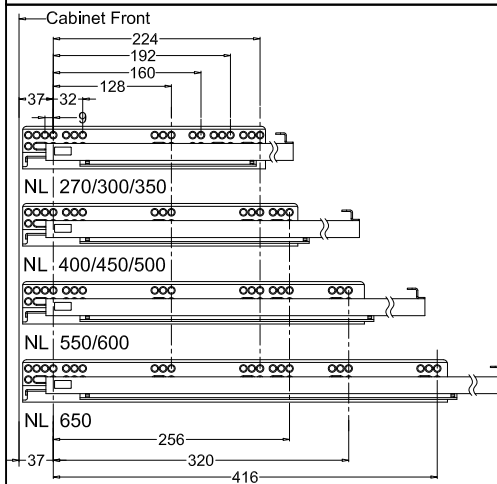 Cabinet Front
224
192
160
128
37 32
9
NL 270/300/350
NL 400/450/500
NL 550/600
NL 650
256
37 320
416